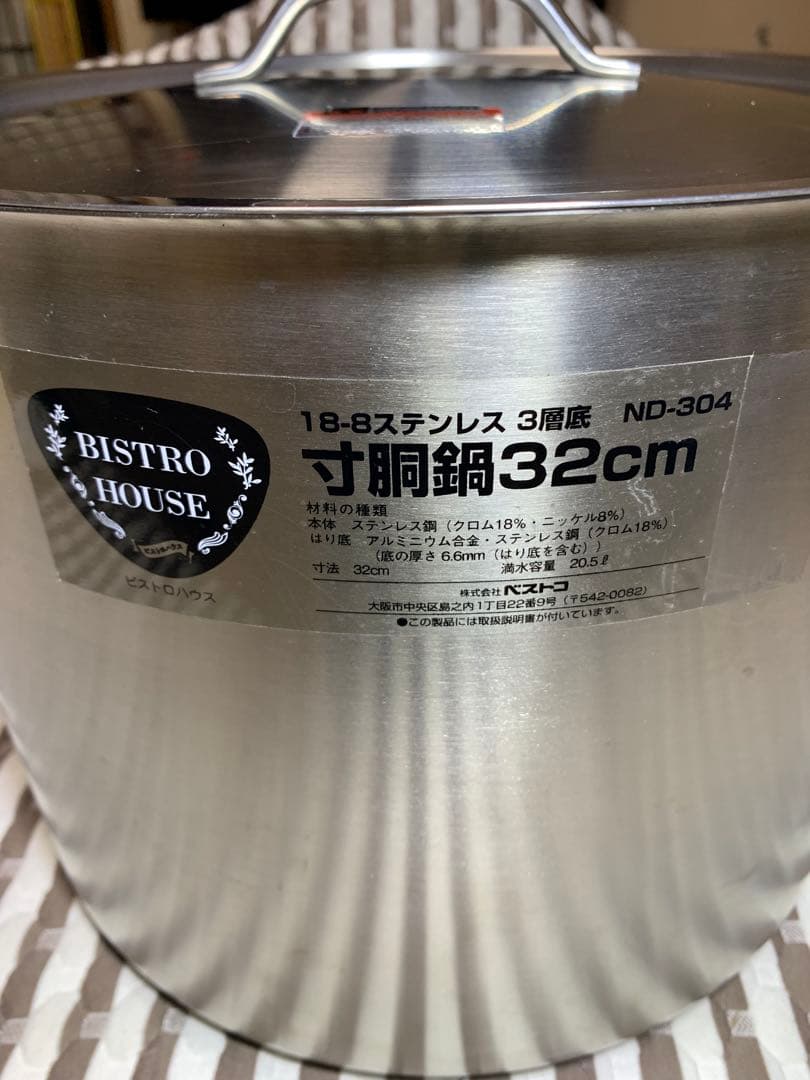 BISTRO
HOUSE
ビストロハウス
ビストロハウス
18-8ステンレス 3層底 ND-304
寸胴鍋32cm
材料の種類
本体 ステンレス鋼(クロム18%・ニッケル8%)
はり底 アルミニウム合金・ステンレス鋼(クロム18%)
(底の厚さ6.6mm(はり底を含む))
寸法 32cm 満水容量 20.5ℓ
株式会社 ベストコ
大阪市中央区島之内1丁目22番9号(〒542-0082)
●この製品には取扱説明書が付いています。